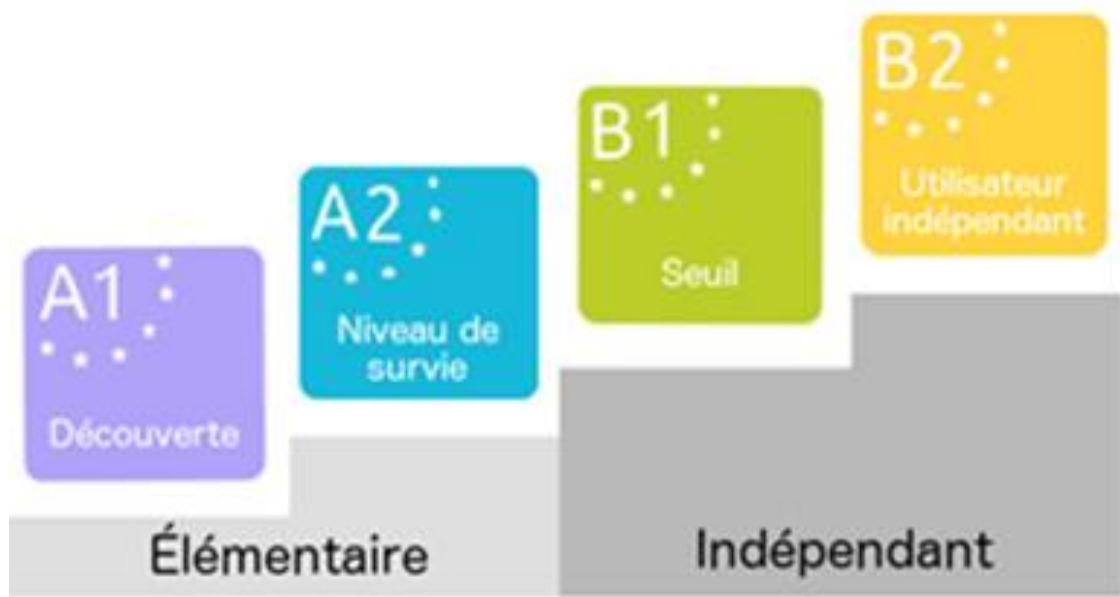 A1
Découverte
A2
Niveau de
survie
B1
Seuil
B2
Utilisateur
indépendant
Élémentaire
Indépendant